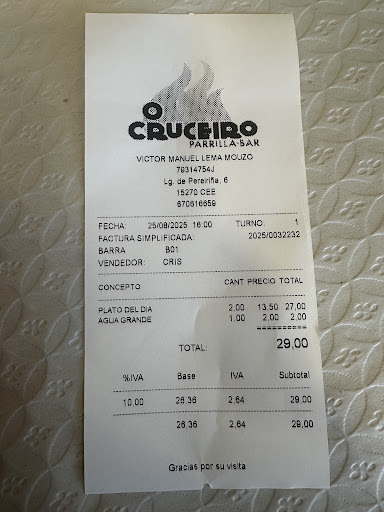 O
CRUCEIRO
PARRILLA-BAR
VICTOR MANUEL LEMA MOUZO
79314754J
Lg. de Pereiriña, 6
15270 CEE
670616659
FECHA: 25/08/2025 16:00 TURNO: 1
FACTURA SIMPLIFICADA: 2025/0032232
BARRA B01
VENDEDOR: CRIS
CONCEPTO CANT PRECIO TOTAL
PLATO DEL DIA 2,00 13,50 27,00
AGUA GRANDE 1,00 2,00 2,00
==========
TOTAL: 29,00
%IVA Base IVA Subtotal
10,00 26,36 2,64 29,00
26,36 2,64 29,00
Gracias por su visita